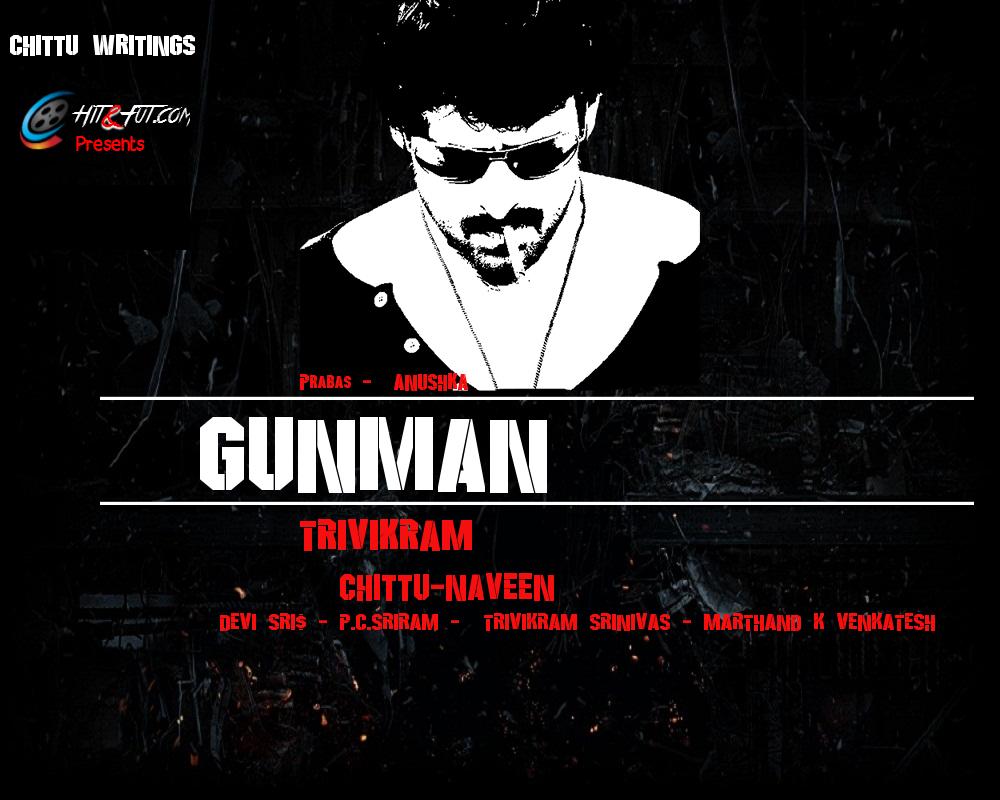 CHITTU WRITINGS
HIT&FUT.COM
Presents
PRABAS - ANUSHKA
GUNMAN
TRIVIKRAM
CHITTU-NAVEEN
DEVI SRI$ - P.C.SRIRAM - TRIVIKRAM SRINIVAS - MARTHAND K VENKATESH